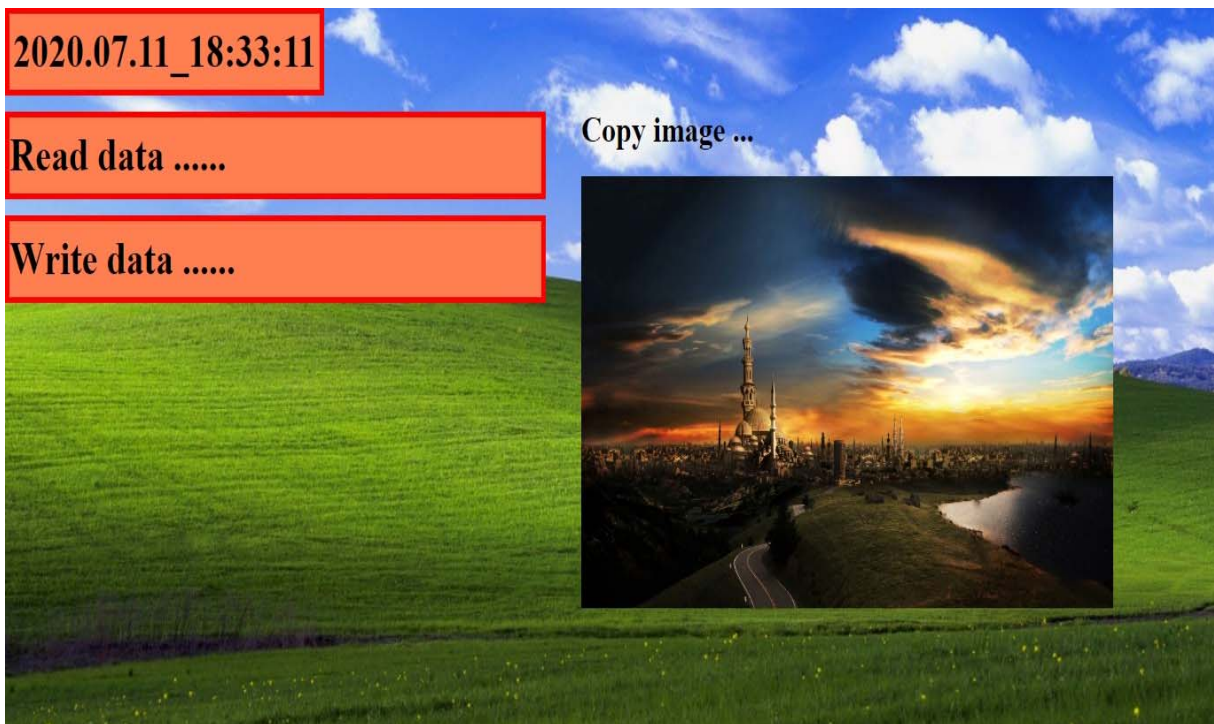 2020.07.11_18:33:11
Read data ......
Write data ......
Copy image ...